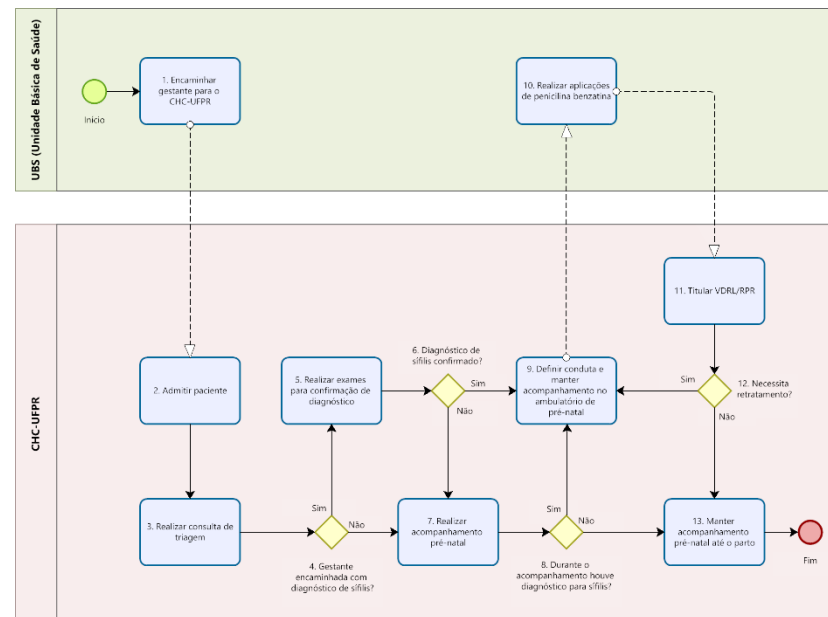 UBS (Unidade Básica de Saúde)
Início
1. Encaminhar
gestante para o
CHC-UFPR
10. Realizar aplicações
de penicilina benzatina
CHC-UFPR
2. Admitir paciente
3. Realizar consulta de
triagem
4. Gestante
encaminhada com
diagnóstico de sífilis?
Sim
Não
5. Realizar exames
para confirmação de
diagnóstico
6. Diagnóstico de
sífilis confirmado?
Sim
Não
7. Realizar
acompanhamento
pré-natal
8. Durante o
acompanhamento houve
diagnóstico para sífilis?
Sim
Não
9. Definir conduta e
manter
acompanhamento no
ambulatório de
pré-natal
11. Titular VDRL/RPR
12. Necessita
retratamento?
Sim
Não
13. Manter
acompanhamento
pré-natal até o parto
Fim